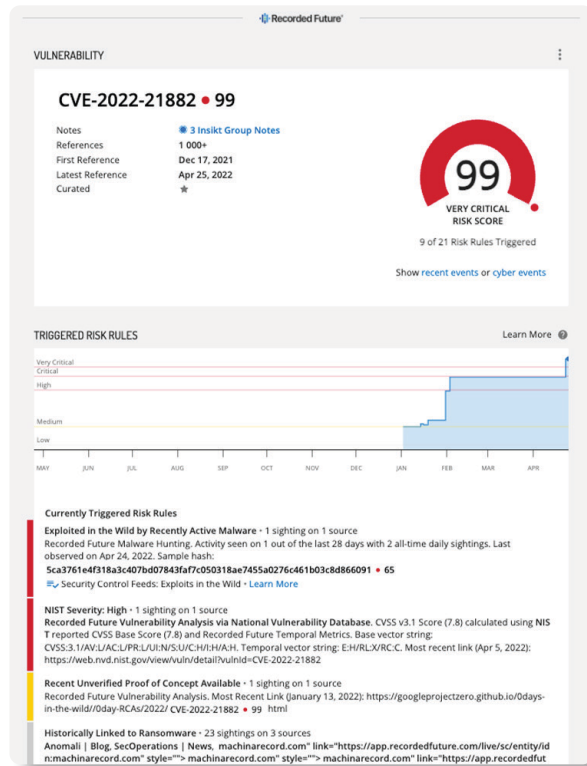 Recorded Future®
VULNERABILITY
CVE-2022-21882 • 99
Notes 3 Insikt Group Notes
References 1 000+
First Reference Dec 17, 2021
Latest Reference Apr 25, 2022
Curated ★
99
VERY CRITICAL
RISK SCORE
9 of 21 Risk Rules Triggered
Show recent events or cyber events
TRIGGERED RISK RULES Learn More ?
Very Critical
Critical
High
Medium
Low
MAY JUN JUL AUG SEP OCT NOV DEC JAN FEB MAR APR
Currently Triggered Risk Rules
Exploited in the Wild by Recently Active Malware • 1 sighting on 1 source
Recorded Future Malware Hunting. Activity seen on 1 out of the last 28 days with 2 all-time daily sightings. Last
observed on Apr 24, 2022. Sample hash:
5ca3761e4f318a3c407bd07843faf7c050318ae7455a0276c461b03c8d866091 • 65
Security Control Feeds: Exploits in the Wild • Learn More
NIST Severity: High • 1 sighting on 1 source
Recorded Future Vulnerability Analysis via National Vulnerability Database. CVSS v3.1 Score (7.8) calculated using NIS
T reported CVSS Base Score (7.8) and Recorded Future Temporal Metrics. Base vector string:
CVSS:3.1/AV:L/AC:L/PR:L/UI:N/S:U/C:H/I:H/A:H. Temporal vector string: E:H/RL:X/RC:C. Most recent link (Apr 5, 2022):
https://web.nvd.nist.gov/view/vuln/detail?vulnId=CVE-2022-21882
Recent Unverified Proof of Concept Available • 1 sighting on 1 source
Recorded Future Vulnerability Analysis. Most Recent Link (January 13, 2022): https://googleprojectzero.github.io/0days-
in-the-wild//0day-RCAs/2022/ CVE-2022-21882 • 99 html
Historically Linked to Ransomware • 23 sightings on 3 sources
Anomali | Blog, SecOperations | News, machinarecord.com" link="https://app.recordedfuture.com/live/sc/entity/id
n:machinarecord.com" style=""> machinarecord.com" style=""> machinarecord.com" link="https://app.recordedfut